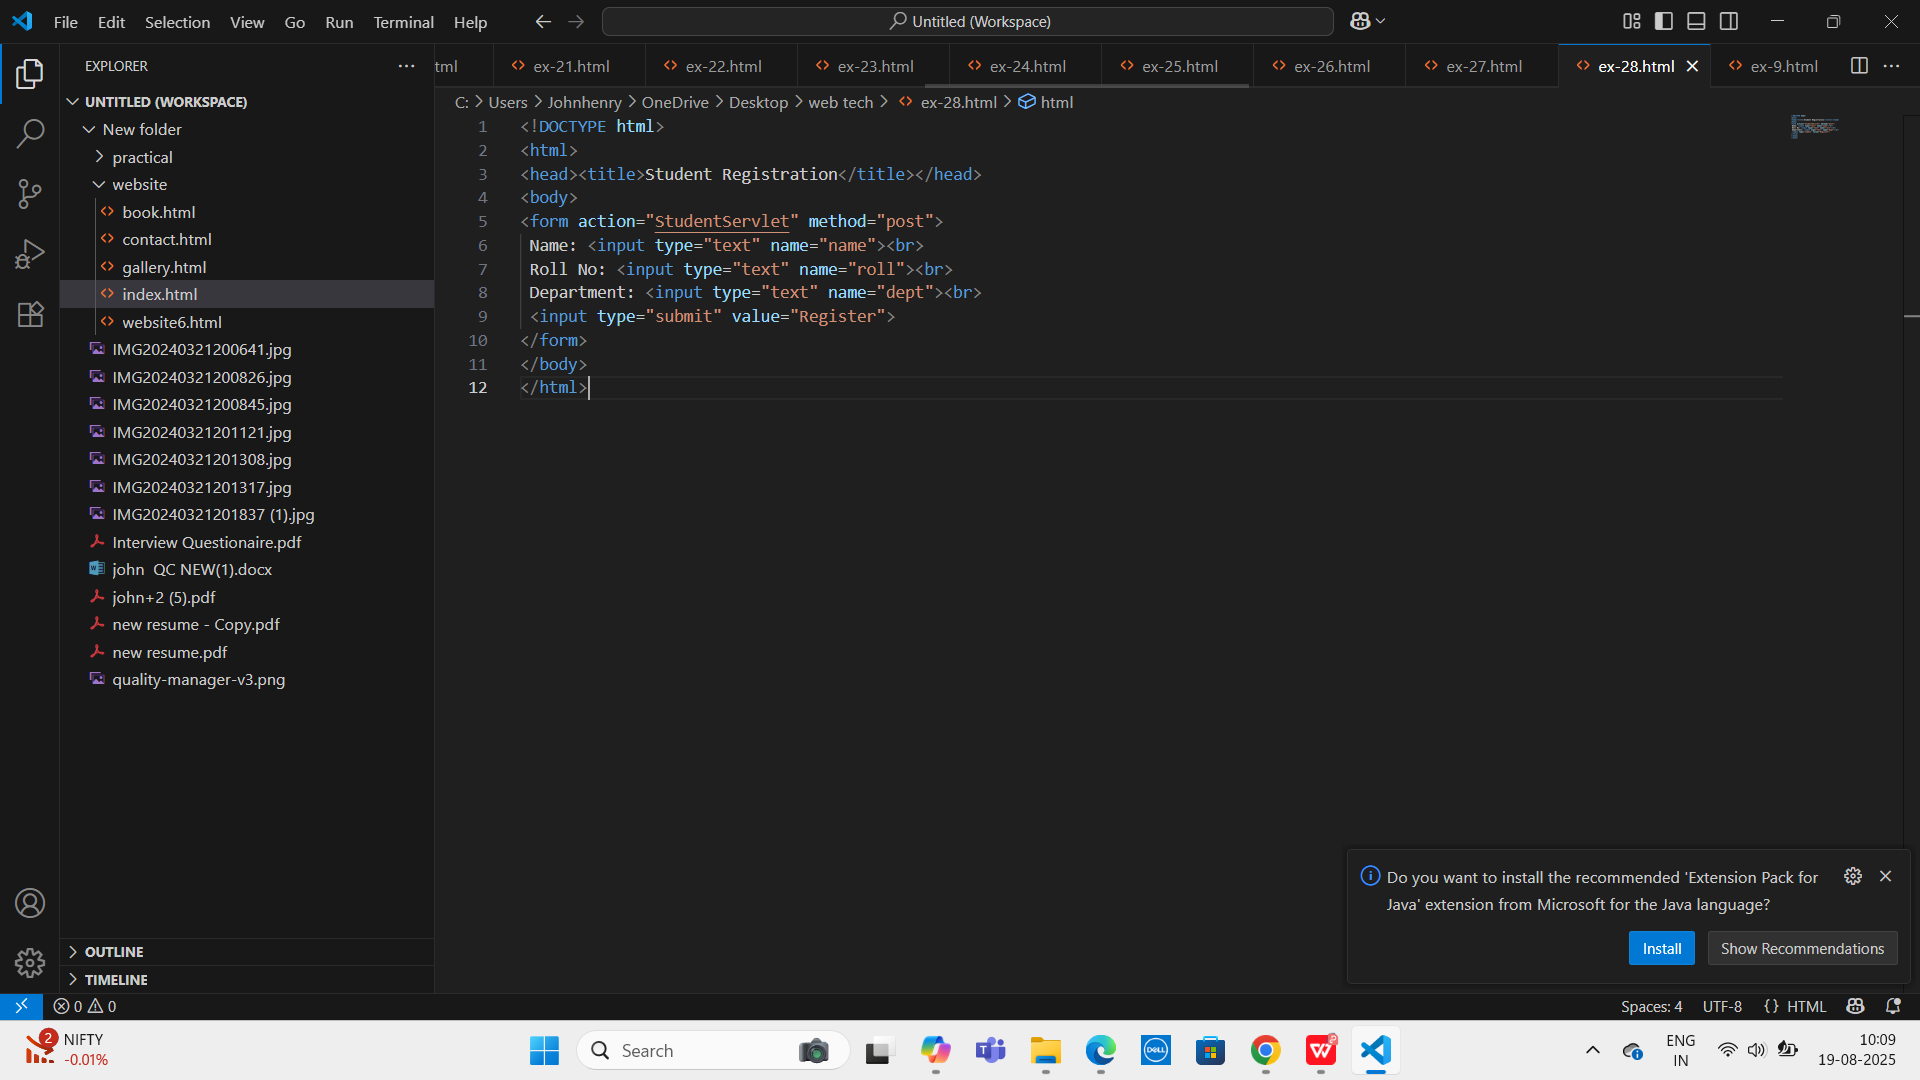 File Edit Selection View Go Run Terminal Help
Untitled (Workspace)
EXPLORER
UNTITLED (WORKSPACE)
New folder
practical
website
book.html
contact.html
gallery.html
index.html
website6.html
IMG20240321200641.jpg
IMG20240321200826.jpg
IMG20240321200845.jpg
IMG20240321201121.jpg
IMG20240321201308.jpg
IMG20240321201317.jpg
IMG20240321201837 (1).jpg
Interview Questionaire.pdf
john  QC NEW(1).docx
john+2 (5).pdf
new resume - Copy.pdf
new resume.pdf
quality-manager-v3.png
OUTLINE
TIMELINE
tml ex-21.html ex-22.html ex-23.html ex-24.html ex-25.html ex-26.html ex-27.html ex-28.html ex-9.html
C: > Users > Johnhenry > OneDrive > Desktop > web tech > ex-28.html > html
1 <!DOCTYPE html>
2 <html>
3 <head><title>Student Registration</title></head>
4 <body>
5 <form action="StudentServlet" method="post">
6 Name: <input type="text" name="name"><br>
7 Roll No: <input type="text" name="roll"><br>
8 Department: <input type="text" name="dept"><br>
9 <input type="submit" value="Register">
10 </form>
11 </body>
12 </html>
Do you want to install the recommended 'Extension Pack for
Java' extension from Microsoft for the Java language?
Install Show Recommendations
0 0
Spaces: 4 UTF-8 {} HTML
2 NIFTY
-0.01%
Search
DELL
W
ENG
IN
10:09
19-08-2025